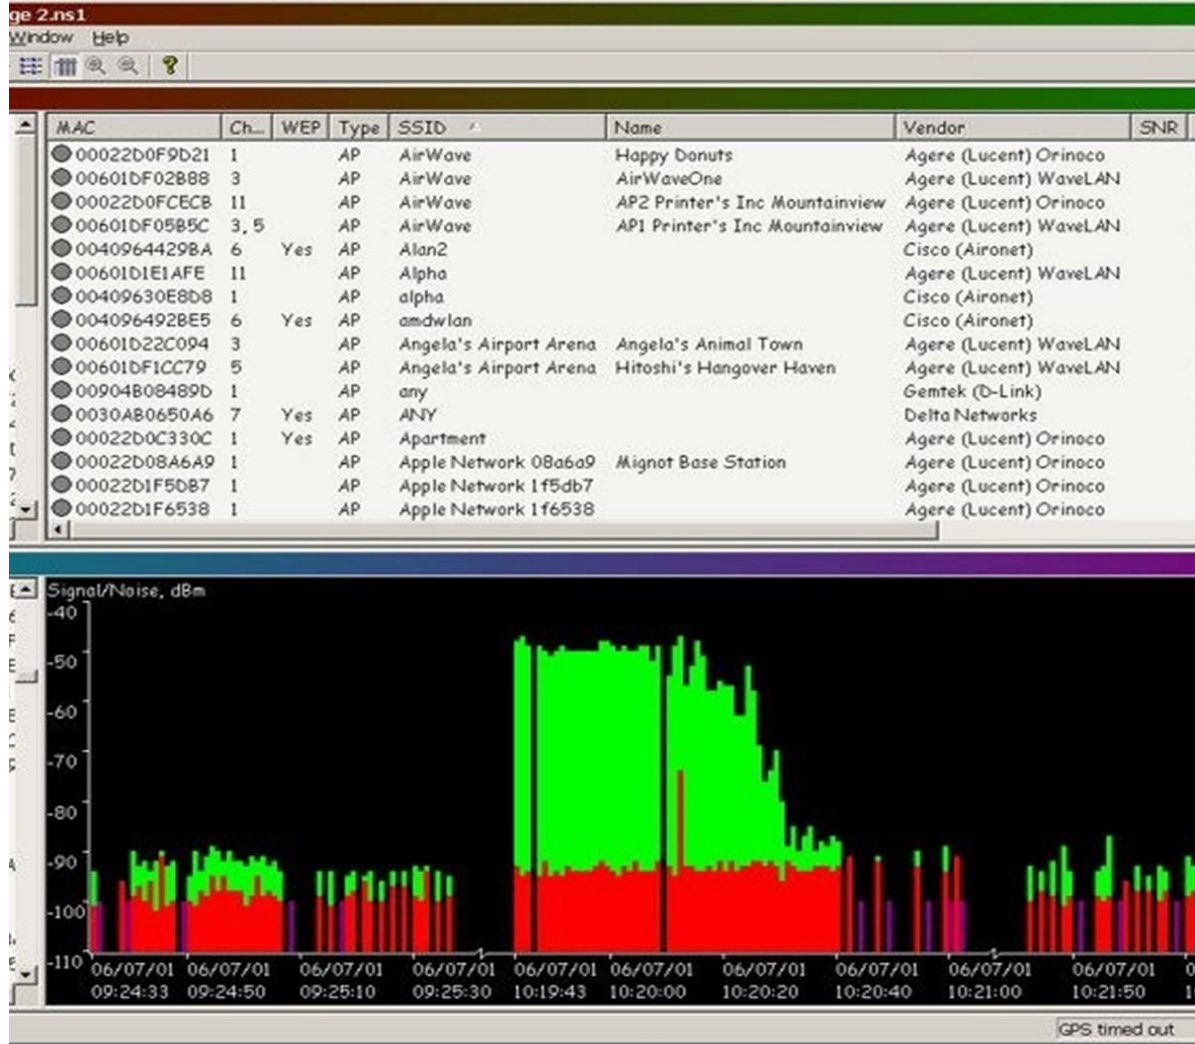 ge 2.ns1
Window Help
MAC Ch... WEP Type SSID Name Vendor SNR
00022D0F9D21 1 AP AirWave Happy Donuts Agere (Lucent) Orinoco
00601DF02B88 3 AP AirWave AirWaveOne Agere (Lucent) WaveLAN
00022D0FCECB 11 AP AirWave AP2 Printer's Inc Mountainview Agere (Lucent) Orinoco
00601DF05B5C 3, 5 AP AirWave AP1 Printer's Inc Mountainview Agere (Lucent) WaveLAN
0040964429BA 6 Yes AP Alan2 Cisco (Aironet)
00601D1E1AFE 11 AP Alpha Agere (Lucent) WaveLAN
00409630E8D8 1 AP alpha Cisco (Aironet)
004096492BE5 6 Yes AP amdwlan Cisco (Aironet)
00601D22C094 3 AP Angela's Airport Arena Angela's Animal Town Agere (Lucent) WaveLAN
00601DF1CC79 5 AP Angela's Airport Arena Hitoshi's Hangover Haven Agere (Lucent) WaveLAN
00904B08489D 1 AP any Gemtek (D-Link)
0030AB0650A6 7 Yes AP ANY Delta Networks
00022D0C330C 1 Yes AP Apartment Agere (Lucent) Orinoco
00022D08A6A9 1 AP Apple Network 08a6a9 Mignot Base Station Agere (Lucent) Orinoco
00022D1F5DB7 1 AP Apple Network 1f5db7 Agere (Lucent) Orinoco
00022D1F6538 1 AP Apple Network 1f6538 Agere (Lucent) Orinoco
Signal/Noise, dBm
-40
-50
-60
-70
-80
-90
-100
-110
06/07/01 06/07/01 06/07/01 06/07/01 06/07/01 06/07/01 06/07/01 06/07/01 06/07/01 06/07/01
09:24:33 09:24:50 09:25:10 09:25:30 10:19:43 10:20:00 10:20:20 10:20:40 10:21:00 10:21:50
GPS timed out